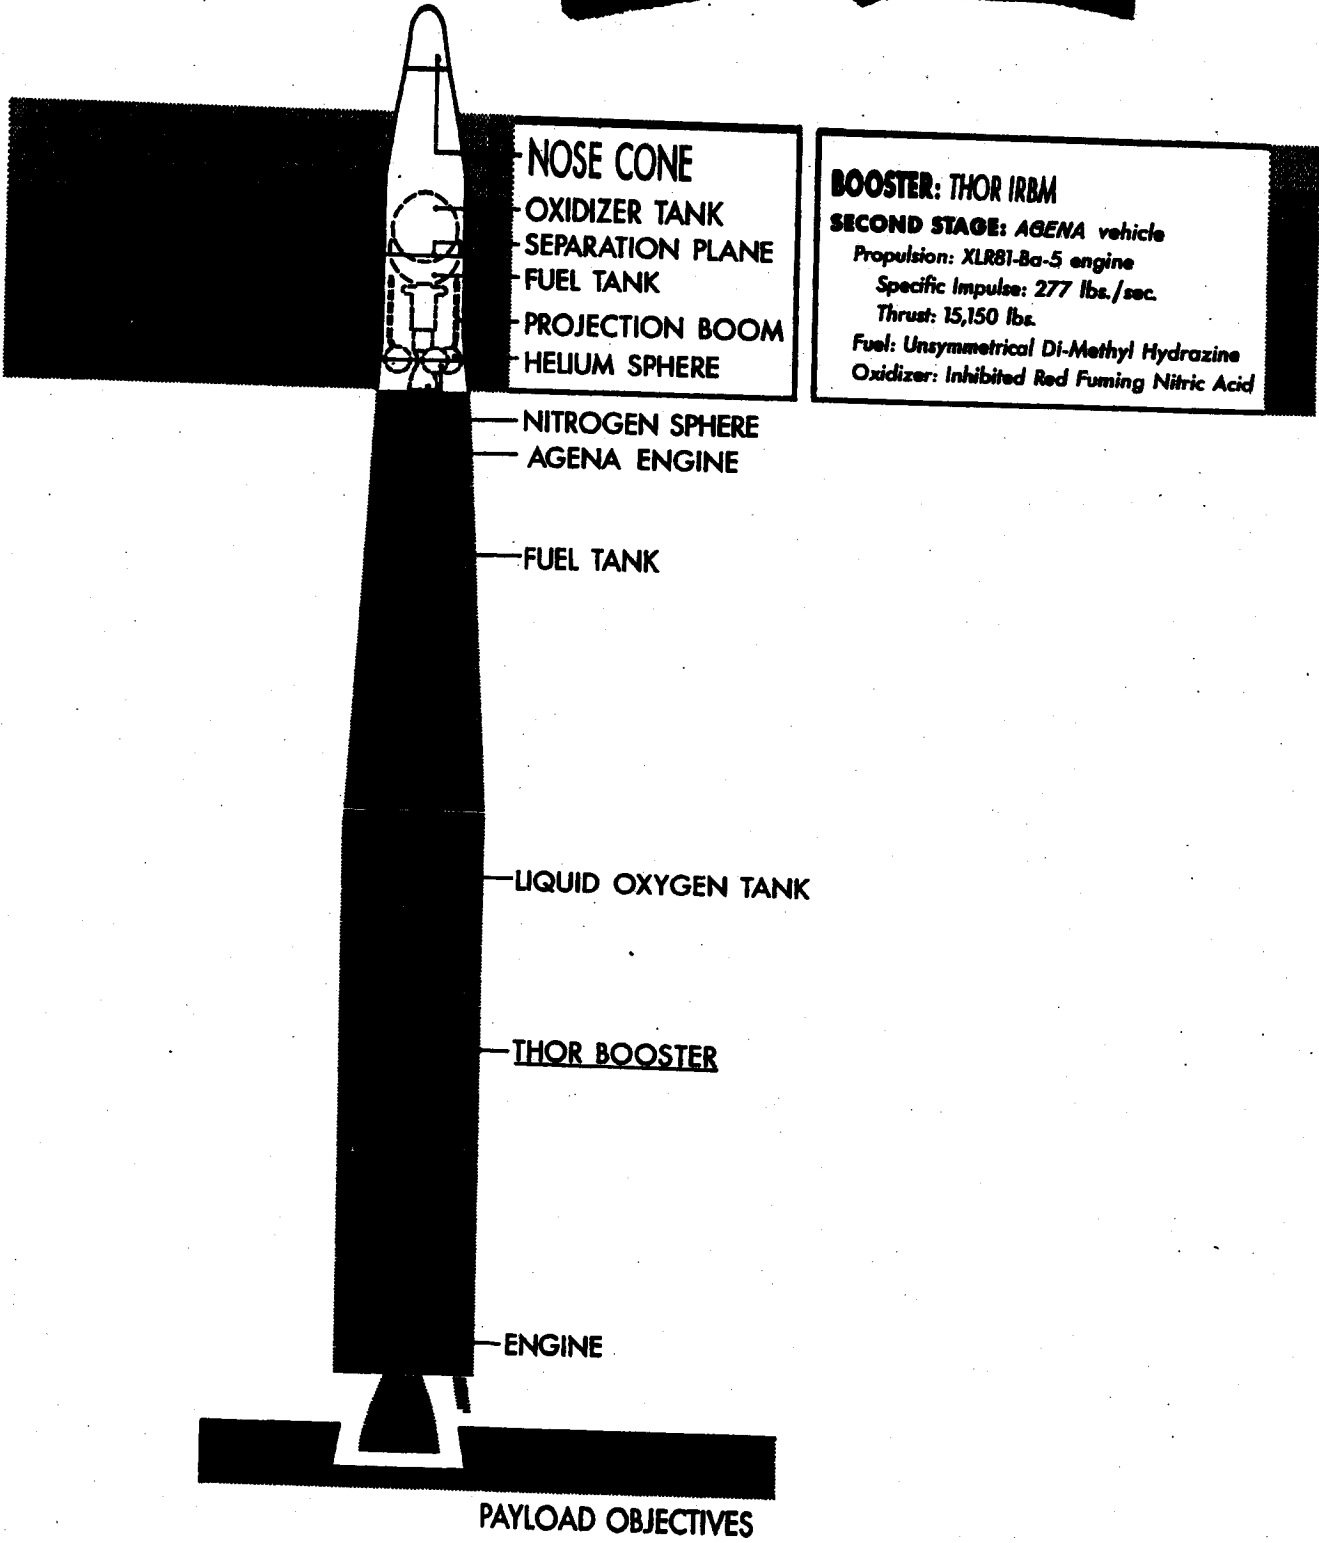 NOSE CONE
OXIDIZER TANK
SEPARATION PLANE
FUEL TANK
PROJECTION BOOM
HELIUM SPHERE
BOOSTER: THOR IRBM
SECOND STAGE: AGENA vehicle
Propulsion: XLR81-Ba-5 engine
Specific Impulse: 277 lbs./sec.
Thrust: 15,150 lbs.
Fuel: Unsymmetrical Di-Methyl Hydrazine
Oxidizer: Inhibited Red Fuming Nitric Acid
NITROGEN SPHERE
AGENA ENGINE
FUEL TANK
LIQUID OXYGEN TANK
THOR BOOSTER
ENGINE
PAYLOAD OBJECTIVES